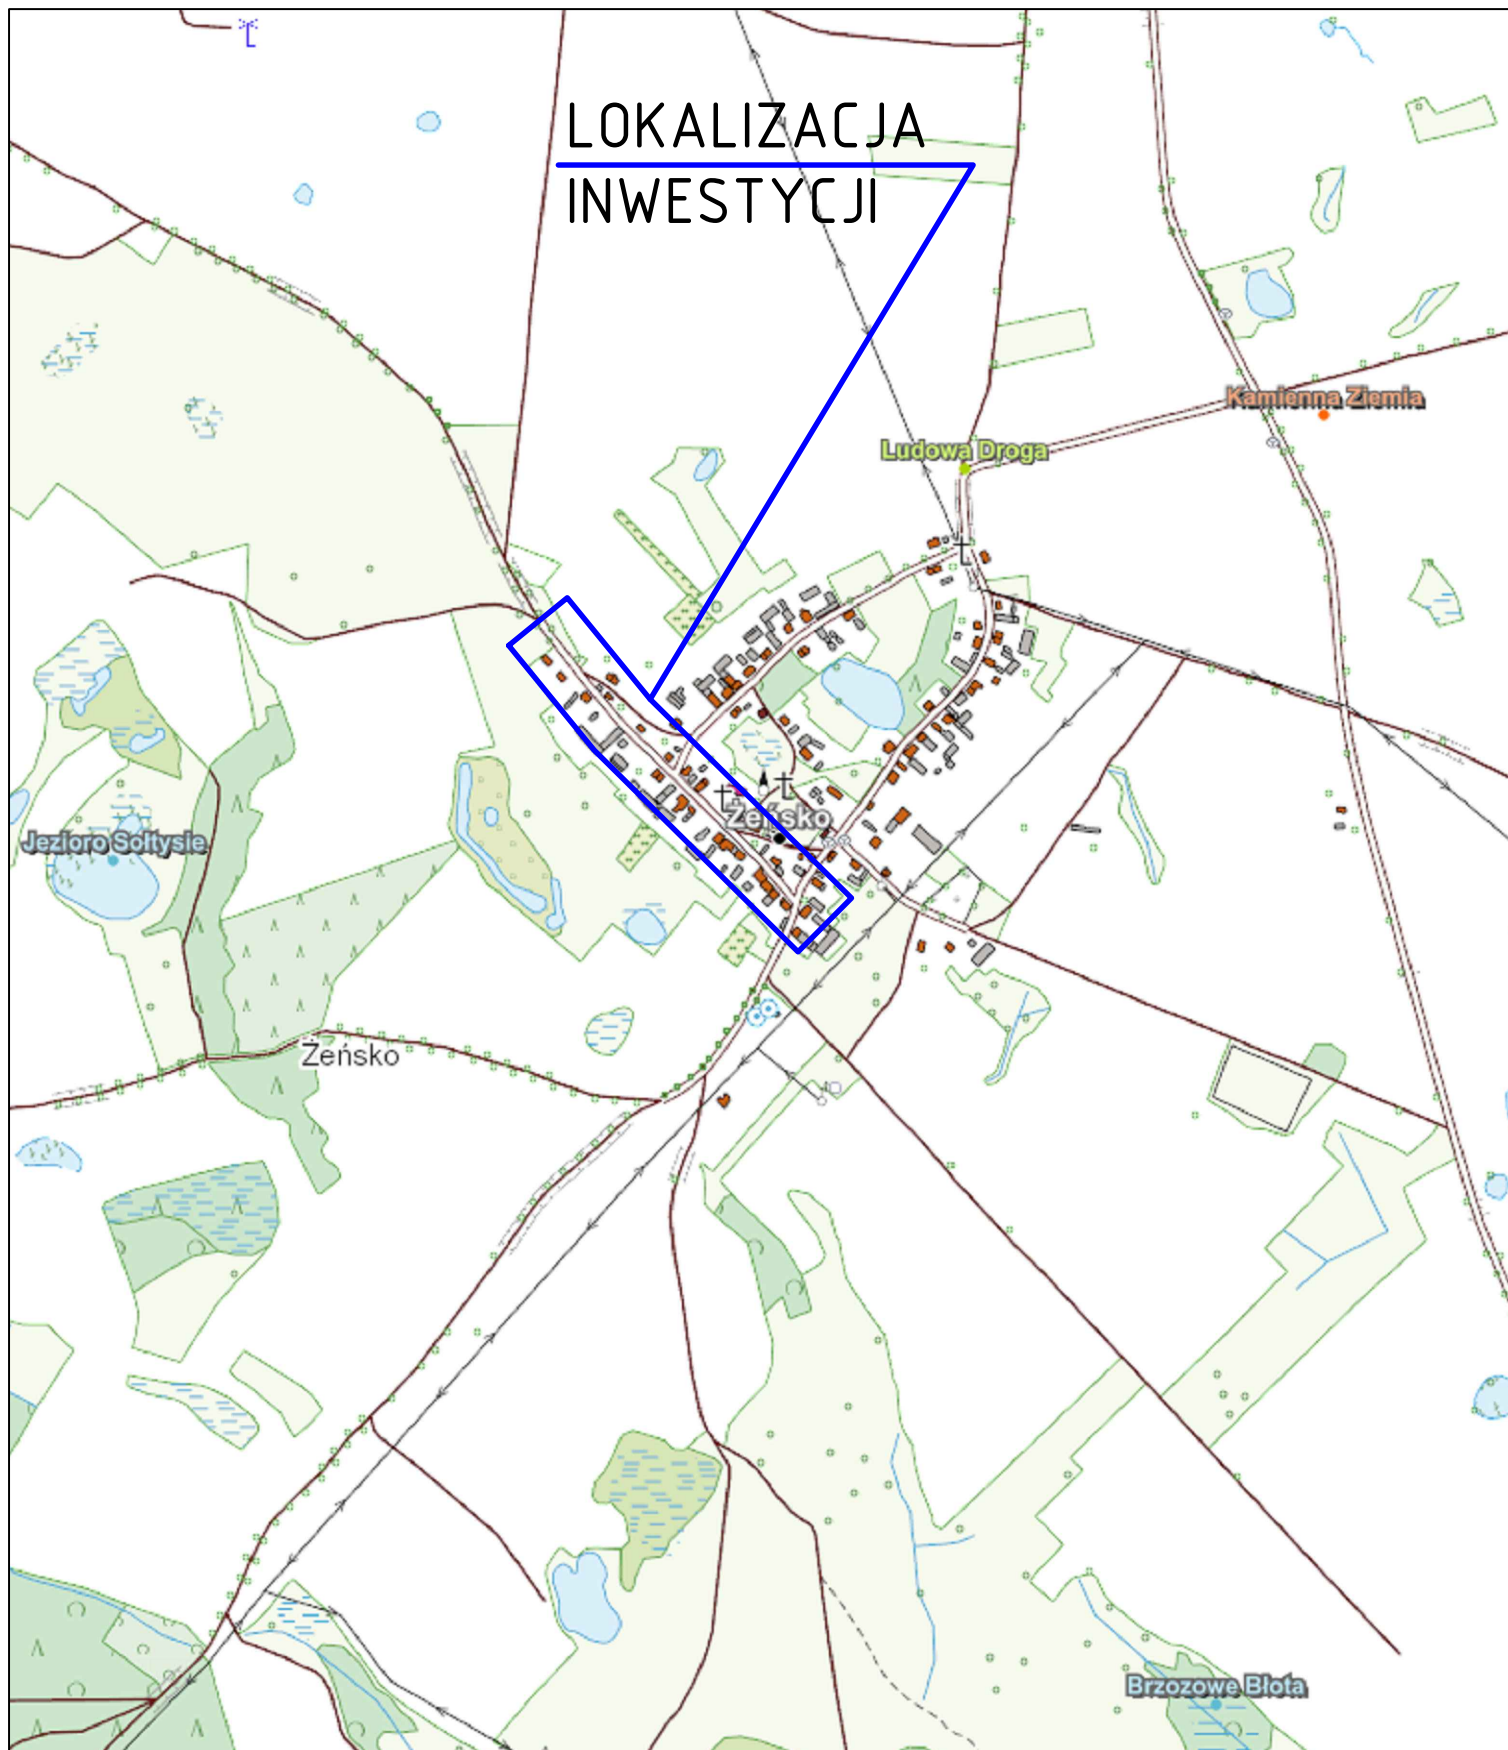 LOKALIZACJA
INWESTYCJI
Kamienna Ziemia
Ludowa Droga
Żeńsko
Jezioro Sołtysie
Żeńsko
Brzozowe Błota